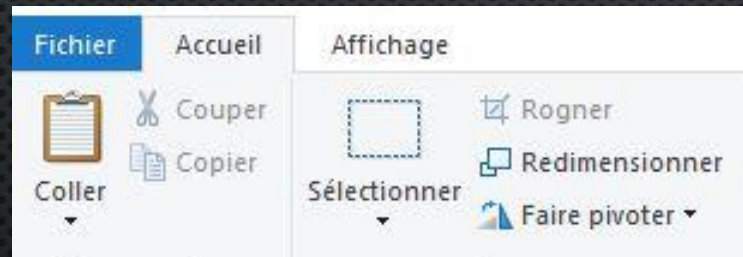 Fichier Accueil Affichage
Couper
Copier
Coller
Sélectionner
Rogner
Redimensionner
Faire pivoter